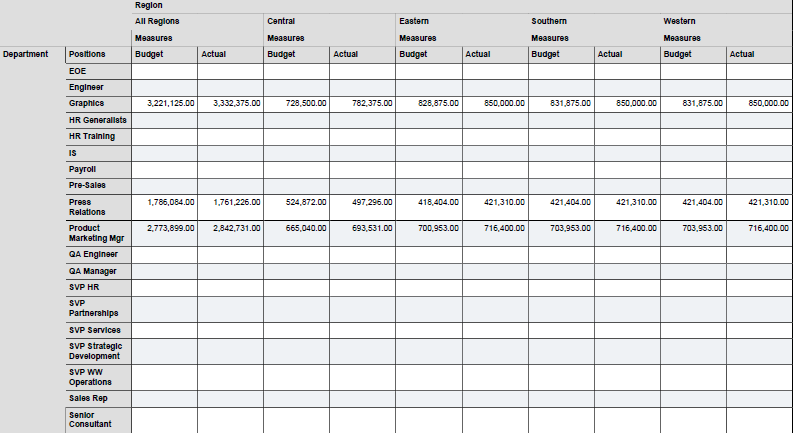 Region
All Regions Central Eastern Southern Western
Measures Measures Measures Measures Measures
Department Positions Budget Actual Budget Actual Budget Actual Budget Actual Budget Actual
EOE
Engineer
Graphics 3,221,125.00 3,332,375.00 728,500.00 782,375.00 828,875.00 850,000.00 831,875.00 850,000.00 831,875.00 850,000.00
HR Generalists
HR Training
IS
Payroll
Pre-Sales
Press 1,786,084.00 1,761,226.00 524,872.00 497,296.00 418,404.00 421,310.00 421,404.00 421,310.00 421,404.00 421,310.00
Relations
Product 2,773,899.00 2,842,731.00 665,040.00 693,531.00 700,953.00 716,400.00 703,953.00 716,400.00 703,953.00 716,400.00
Marketing Mgr
QA Engineer
QA Manager
SVP HR
SVP
Partnerships
SVP Services
SVP Strategic
Development
SVP WW
Operations
Sales Rep
Senior
Consultant